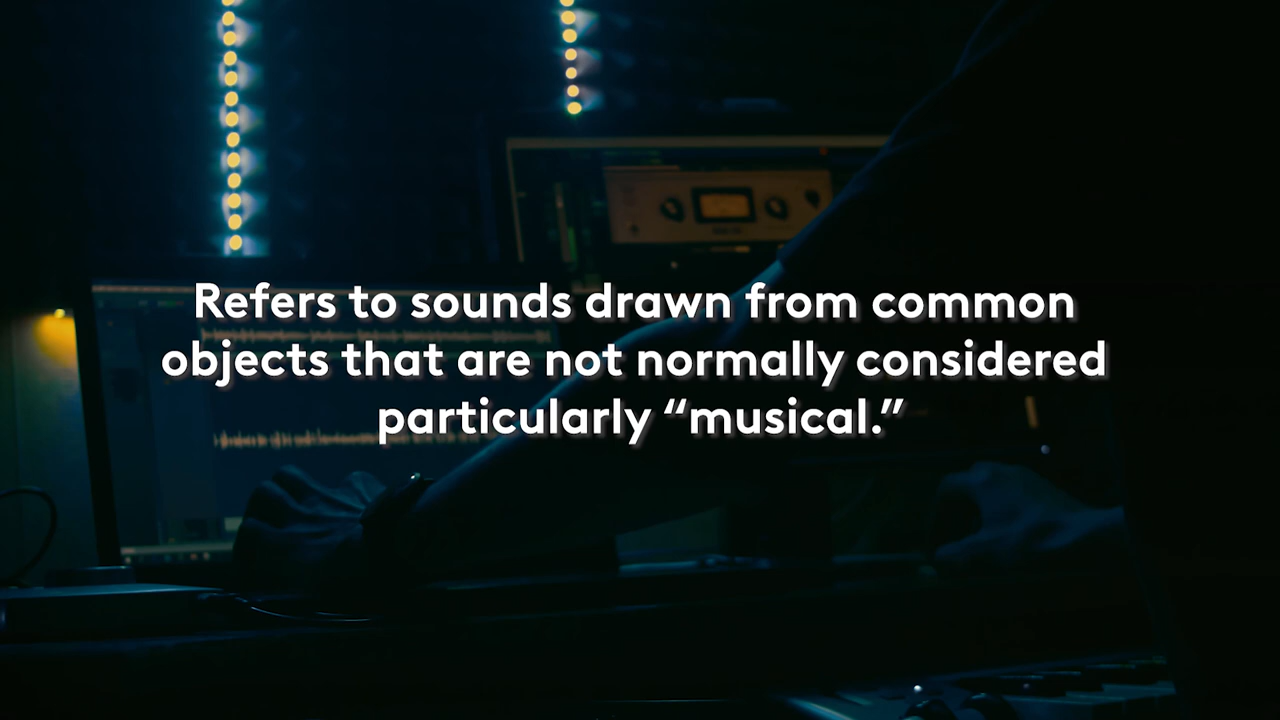 Refers to sounds drawn from common
objects that are not normally considered
particularly “musical.”